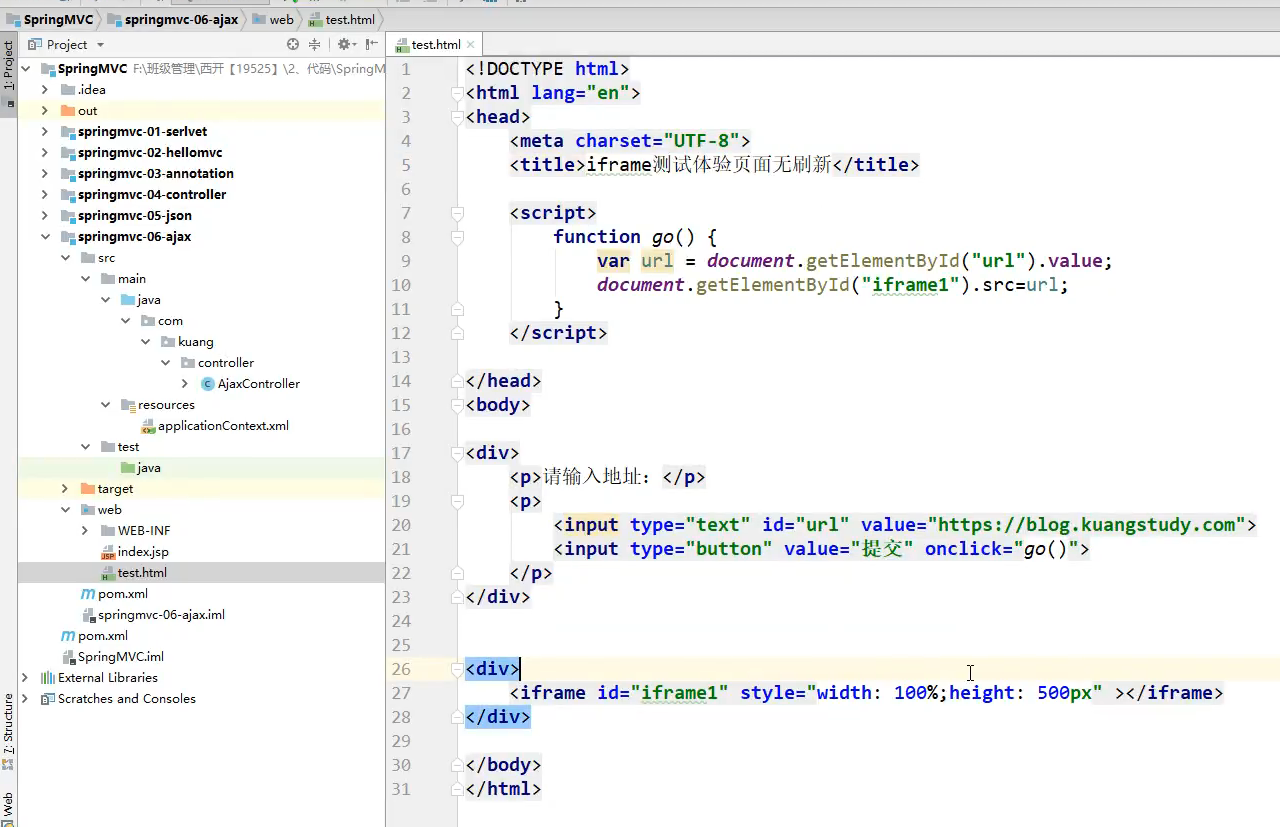 SpringMVC springmvc-06-ajax web test.html
Project
test.html
1: Project
7: Structure
Web
SpringMVC F:\班级管理\西开【19525】\2、代码\SpringM
.idea
out
springmvc-01-serlvet
springmvc-02-hellomvc
springmvc-03-annotation
springmvc-04-controller
springmvc-05-json
springmvc-06-ajax
src
main
java
com
kuang
controller
AjaxController
resources
applicationContext.xml
test
java
target
web
WEB-INF
index.jsp
test.html
pom.xml
springmvc-06-ajax.iml
pom.xml
SpringMVC.iml
External Libraries
Scratches and Consoles
1 <!DOCTYPE html>
2 <html lang="en">
3 <head>
4 <meta charset="UTF-8">
5 <title>iframe测试体验页面无刷新</title>
6
7 <script>
8 function go() {
9 var url = document.getElementById("url").value;
10 document.getElementById("iframe1").src=url;
11 }
12 </script>
13
14 </head>
15 <body>
16
17 <div>
18 <p>请输入地址：</p>
19 <p>
20 <input type="text" id="url" value="https://blog.kuangstudy.com">
21 <input type="button" value="提交" onclick="go()">
22 </p>
23 </div>
24
25
26 <div>
27 <iframe id="iframe1" style="width: 100%;height: 500px" ></iframe>
28 </div>
29
30 </body>
31 </html>